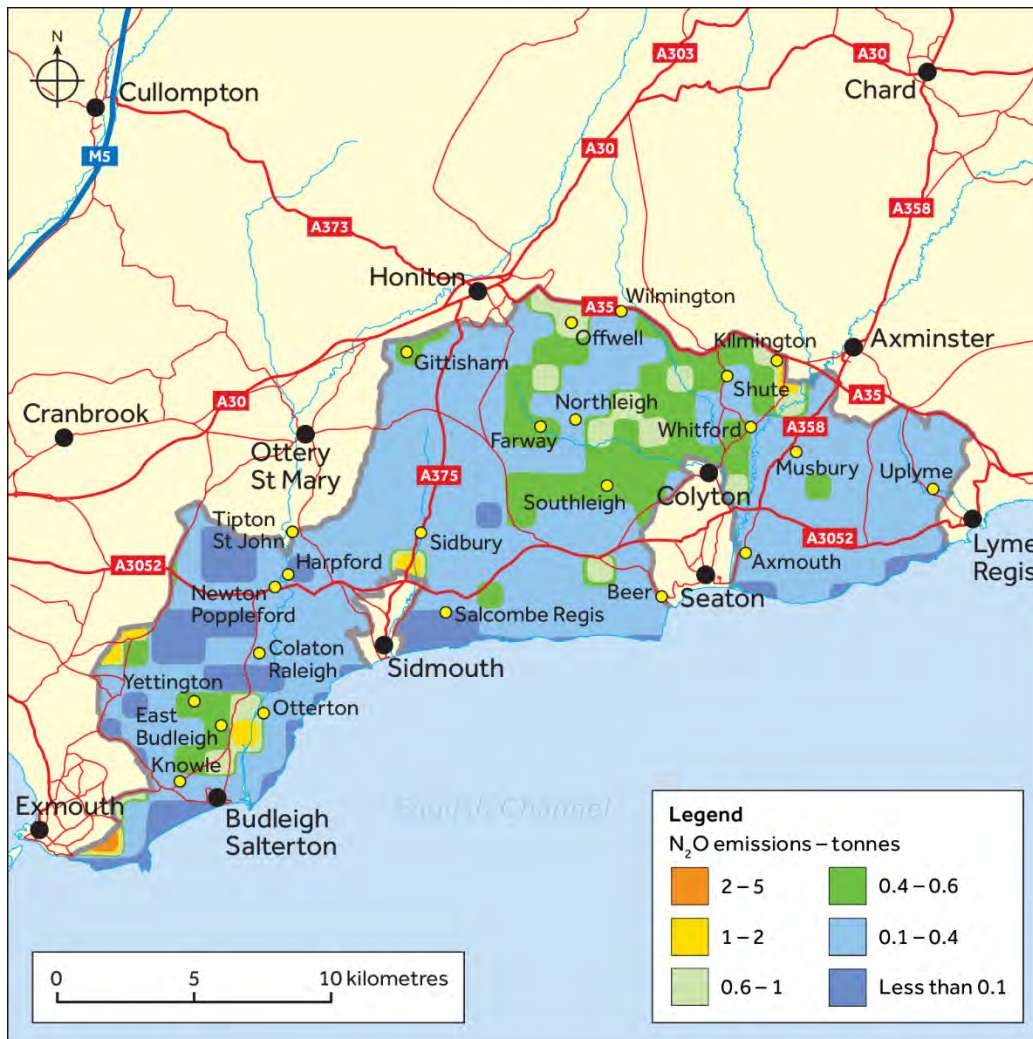 N
Cullompton
M5
A303
A30
Chard
A30
A358
A373
Honiton
A35
Wilmington
Offwell
Gittisham
Kilmington
Axminster
Shute
A35
A30
Cranbrook
Ottery
St Mary
Northleigh
Farway
Whitford
A358
Musbury
Uplyme
A375
Southleigh
Colyton
Tipton
St John
Sidbury
A3052
Lyme
Regis
A3052
Harpford
Newton
Poppleford
Axmouth
Beer
Seaton
Salcombe Regis
Colaton
Raleigh
Sidmouth
Yettington
Otterton
East
Budleigh
Knowle
Exmouth
Budleigh
Salterton
English Channel
Legend
N₂O emissions – tonnes
2 – 5
0.4 – 0.6
1 – 2
0.1 – 0.4
0.6 – 1
Less than 0.1
0 5 10 kilometres